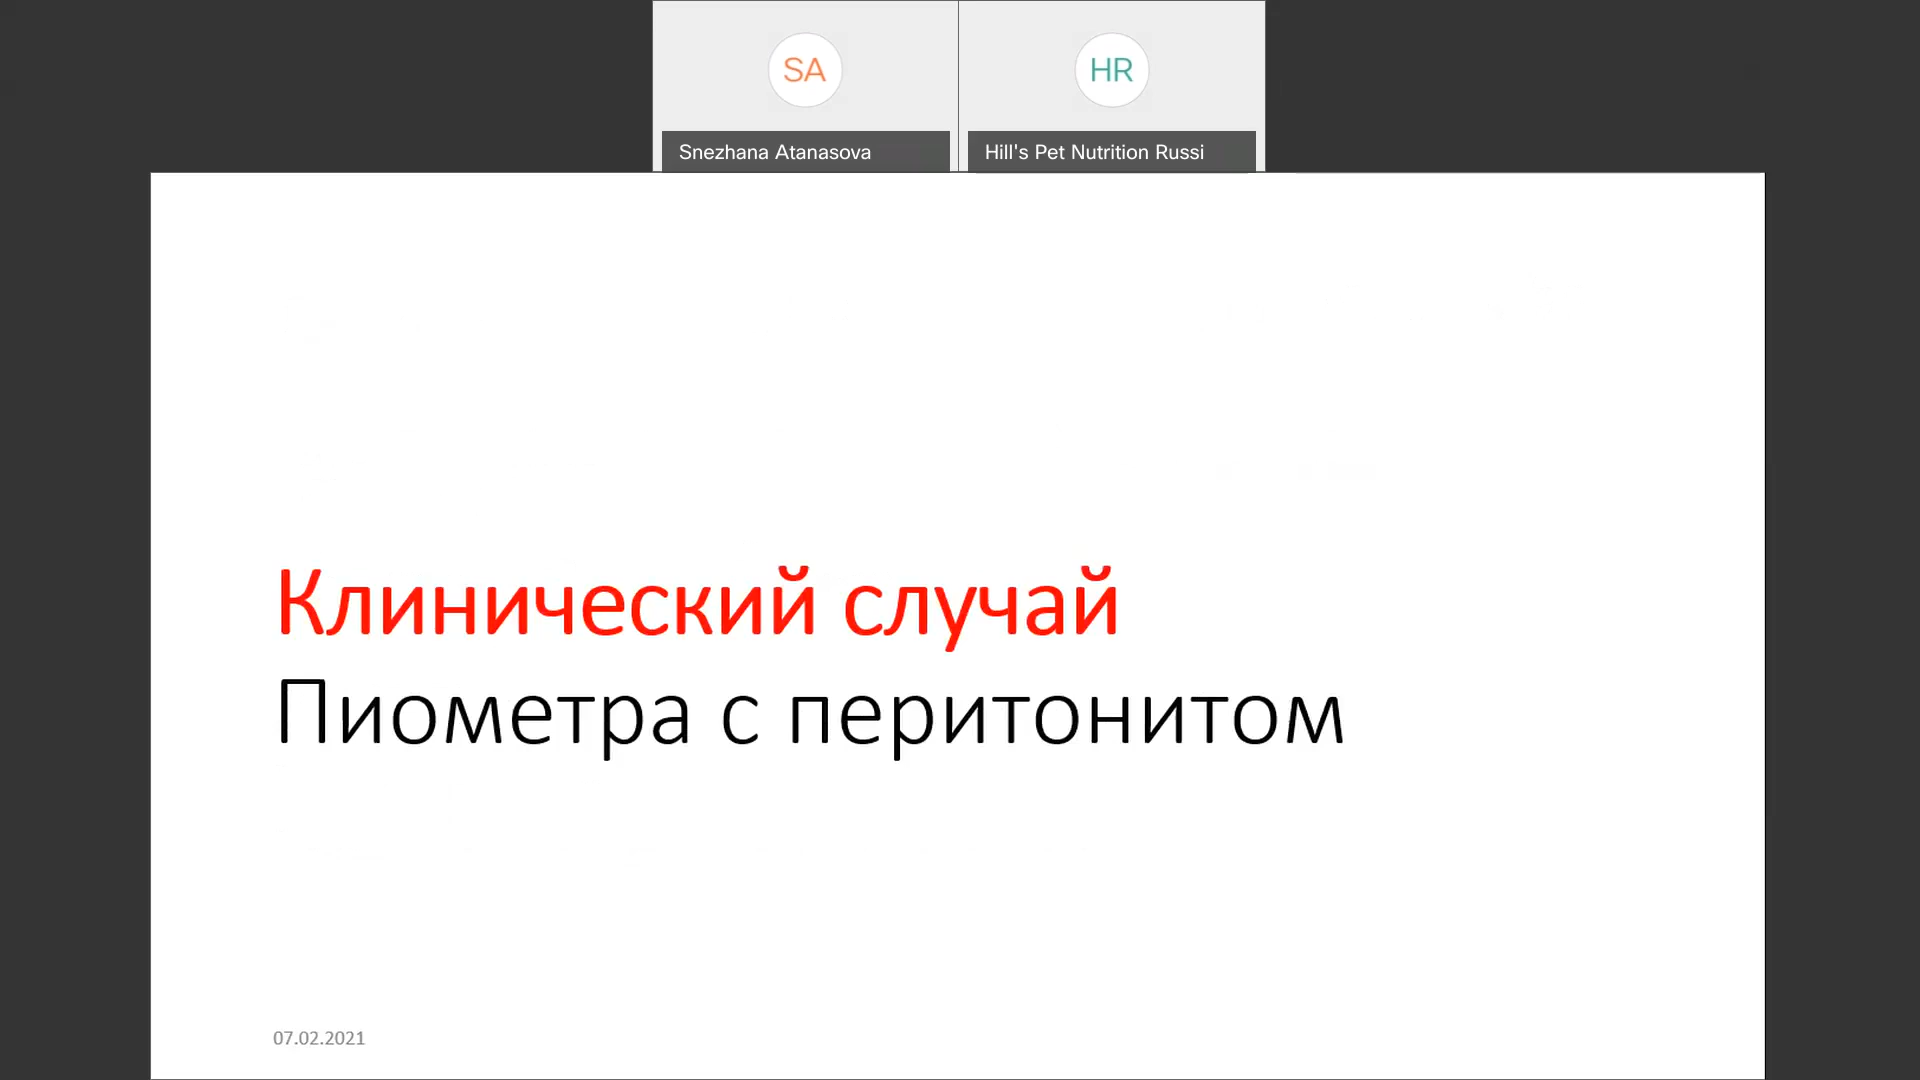 SA
HR
Snezhana Atanasova
Hill's Pet Nutrition Russi
Клинический случай
Пиометра с перитонитом
07.02.2021